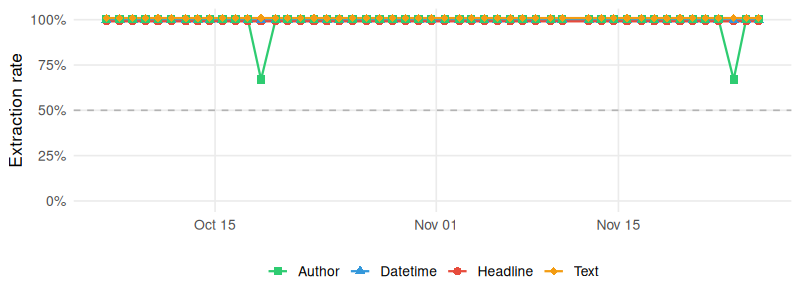 Extraction rate
100%
75%
50%
25%
0%
Oct 15 Nov 01 Nov 15
Author Datetime Headline Text